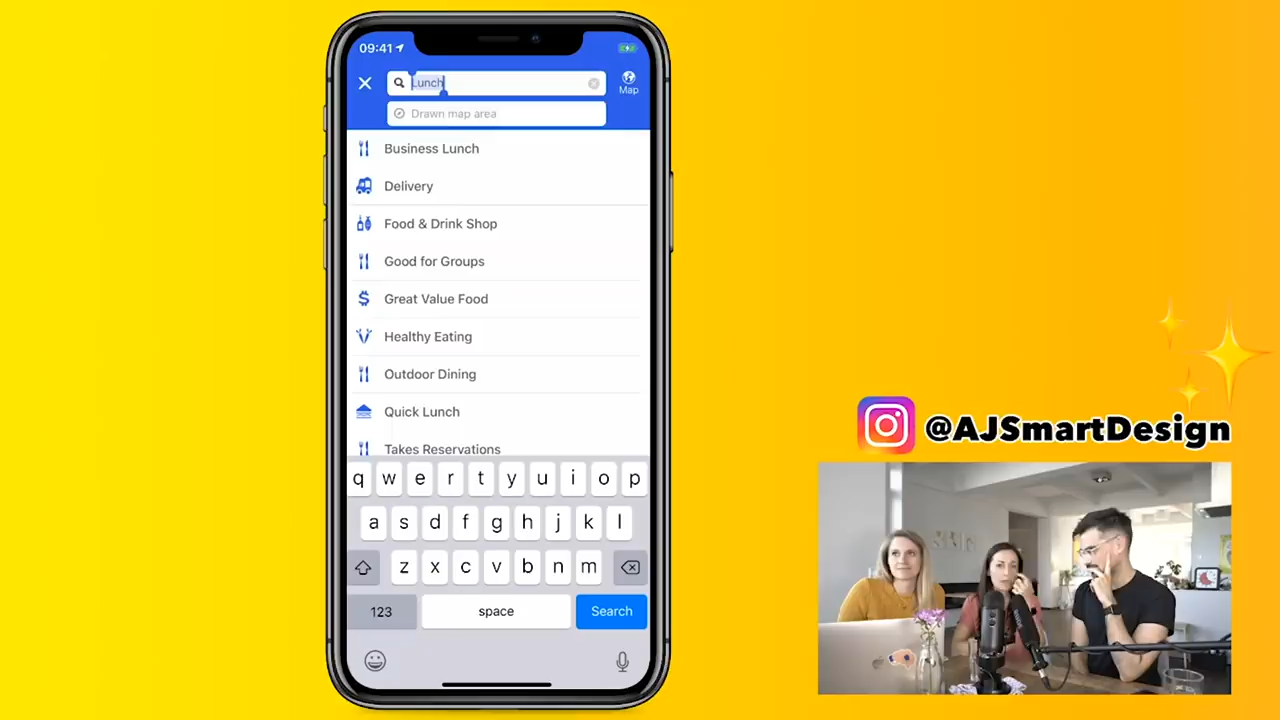 09:41
Lunch
Map
Drawn map area
Business Lunch
Delivery
Food & Drink Shop
Good for Groups
Great Value Food
Healthy Eating
Outdoor Dining
Quick Lunch
Takes Reservations
q w e r t y u i o p
a s d f g h j k l
z x c v b n m
123 space Search
@AJSmartDesign